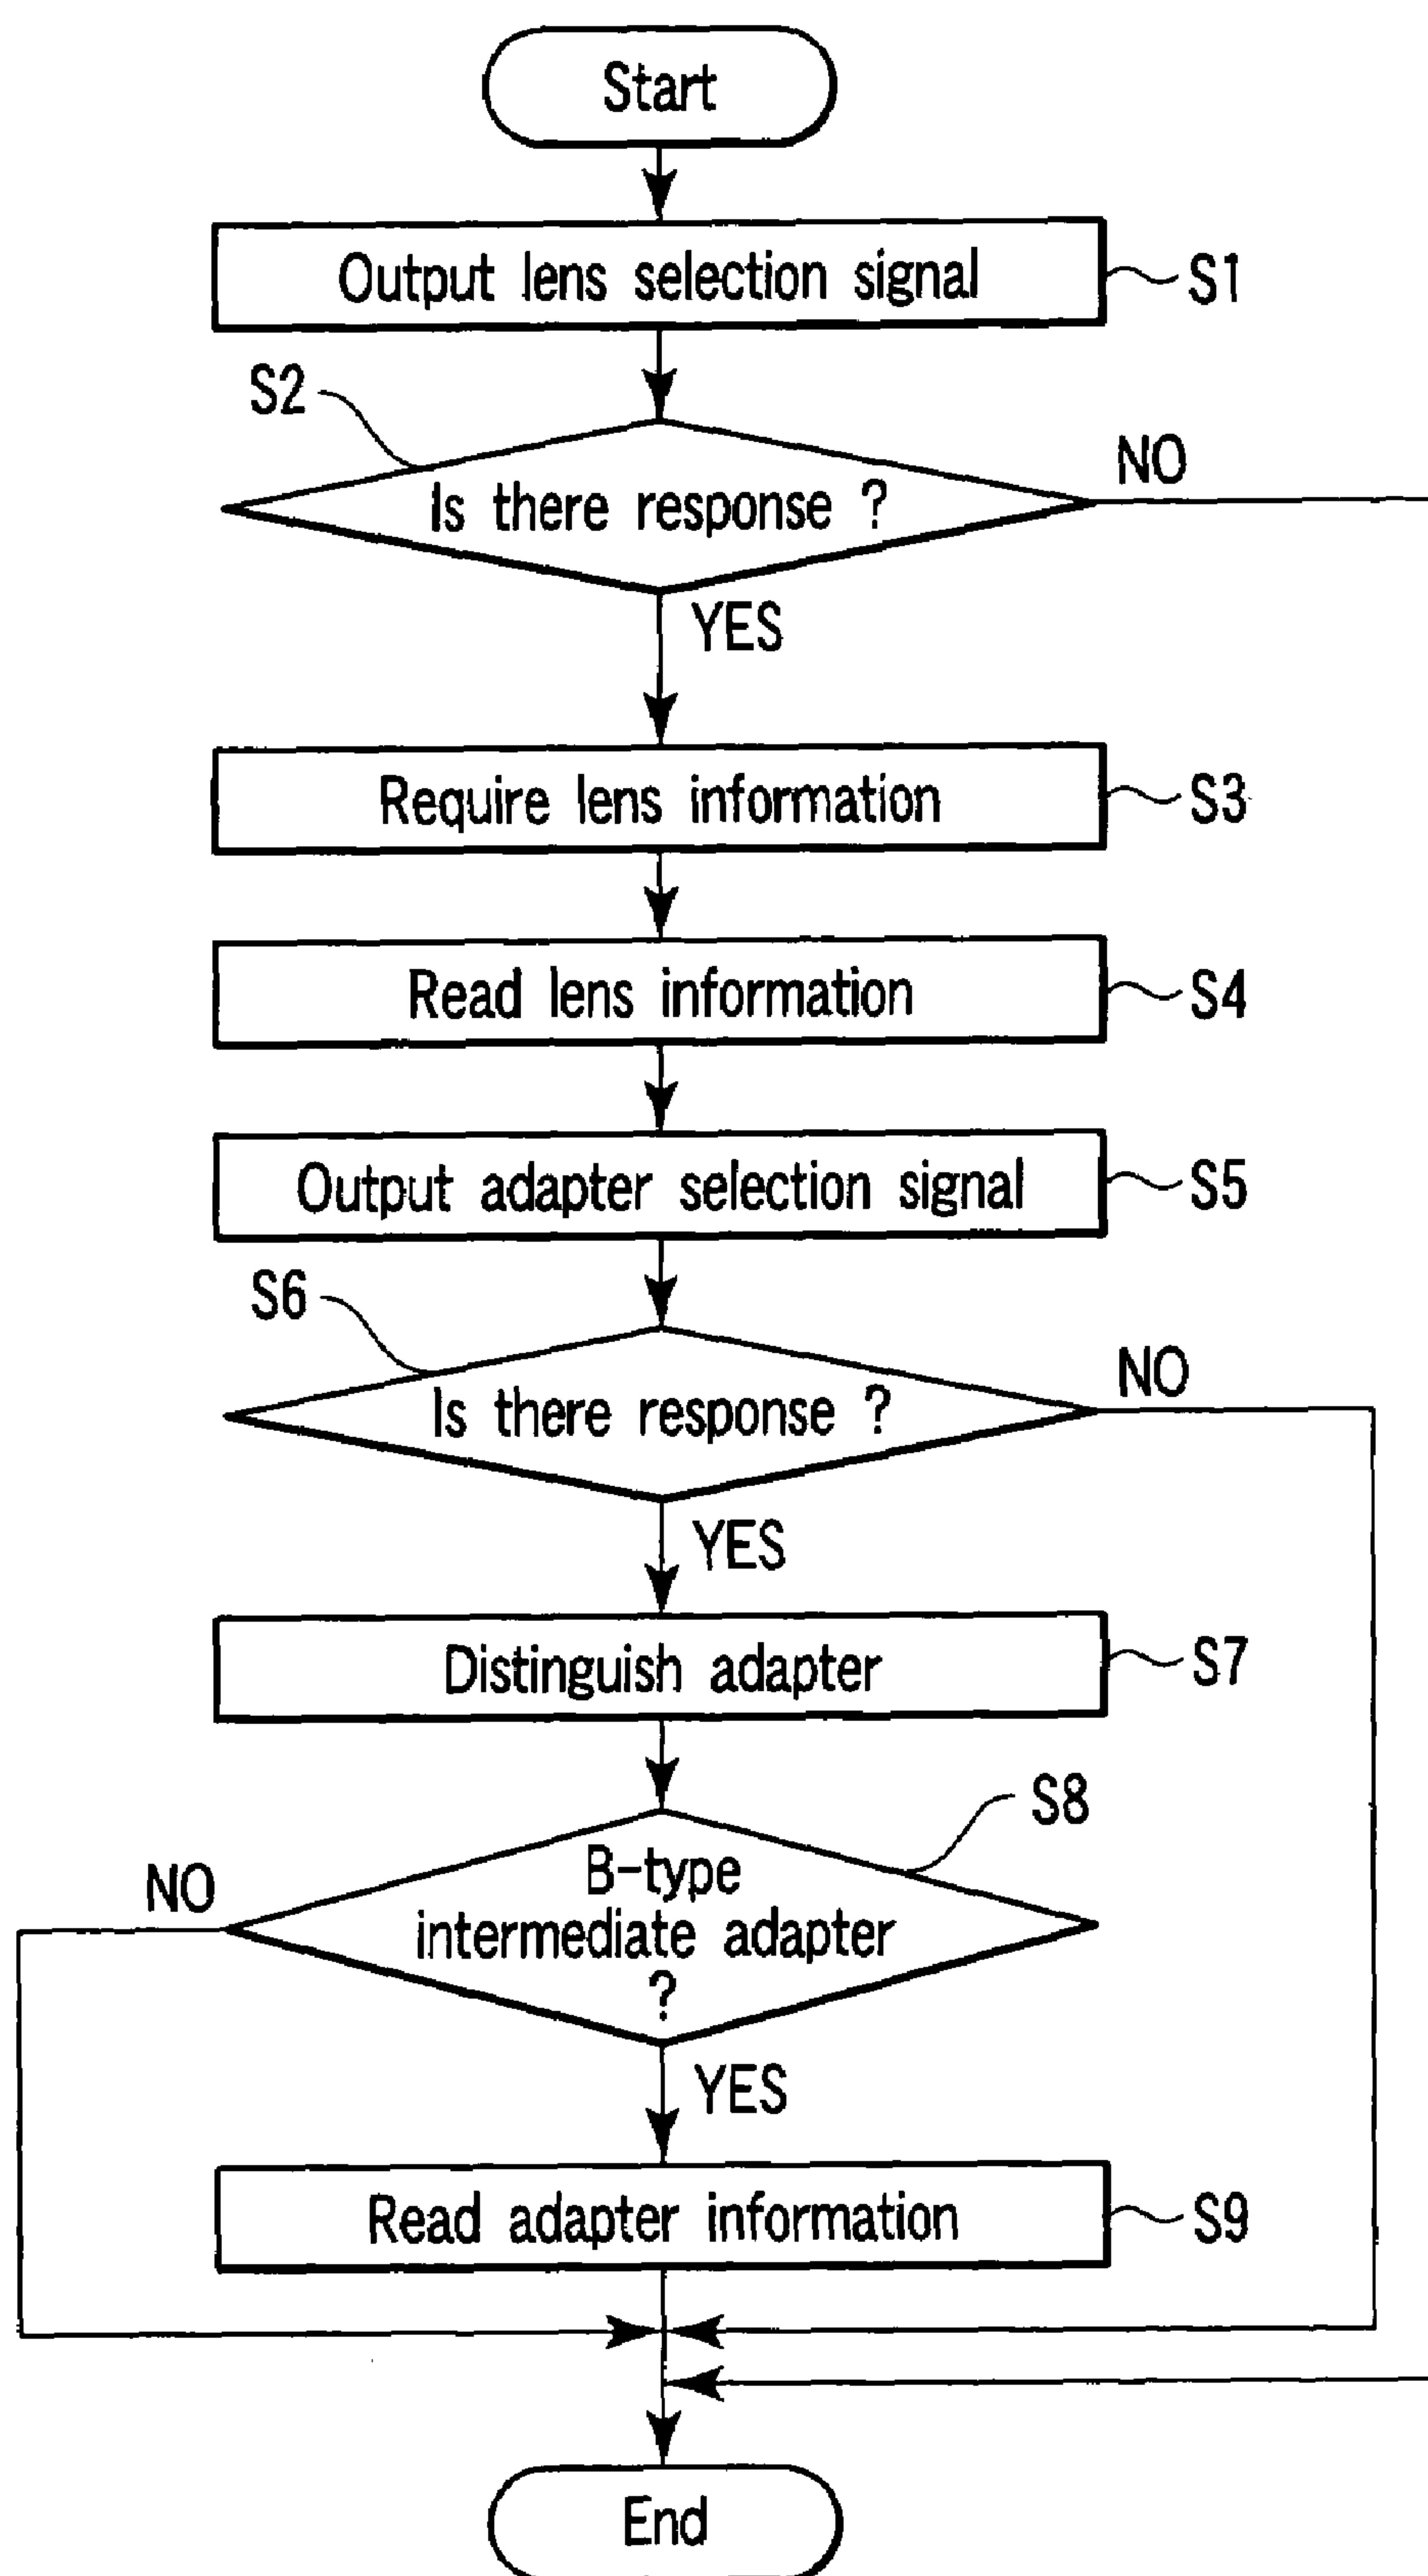 Start
Output lens selection signal
S1
S2
Is there response ?
NO
YES
Require lens information
S3
Read lens information
S4
Output adapter selection signal
S5
S6
Is there response ?
NO
YES
Distinguish adapter
S7
S8
B-type
intermediate adapter
?
NO
YES
Read adapter information
S9
End